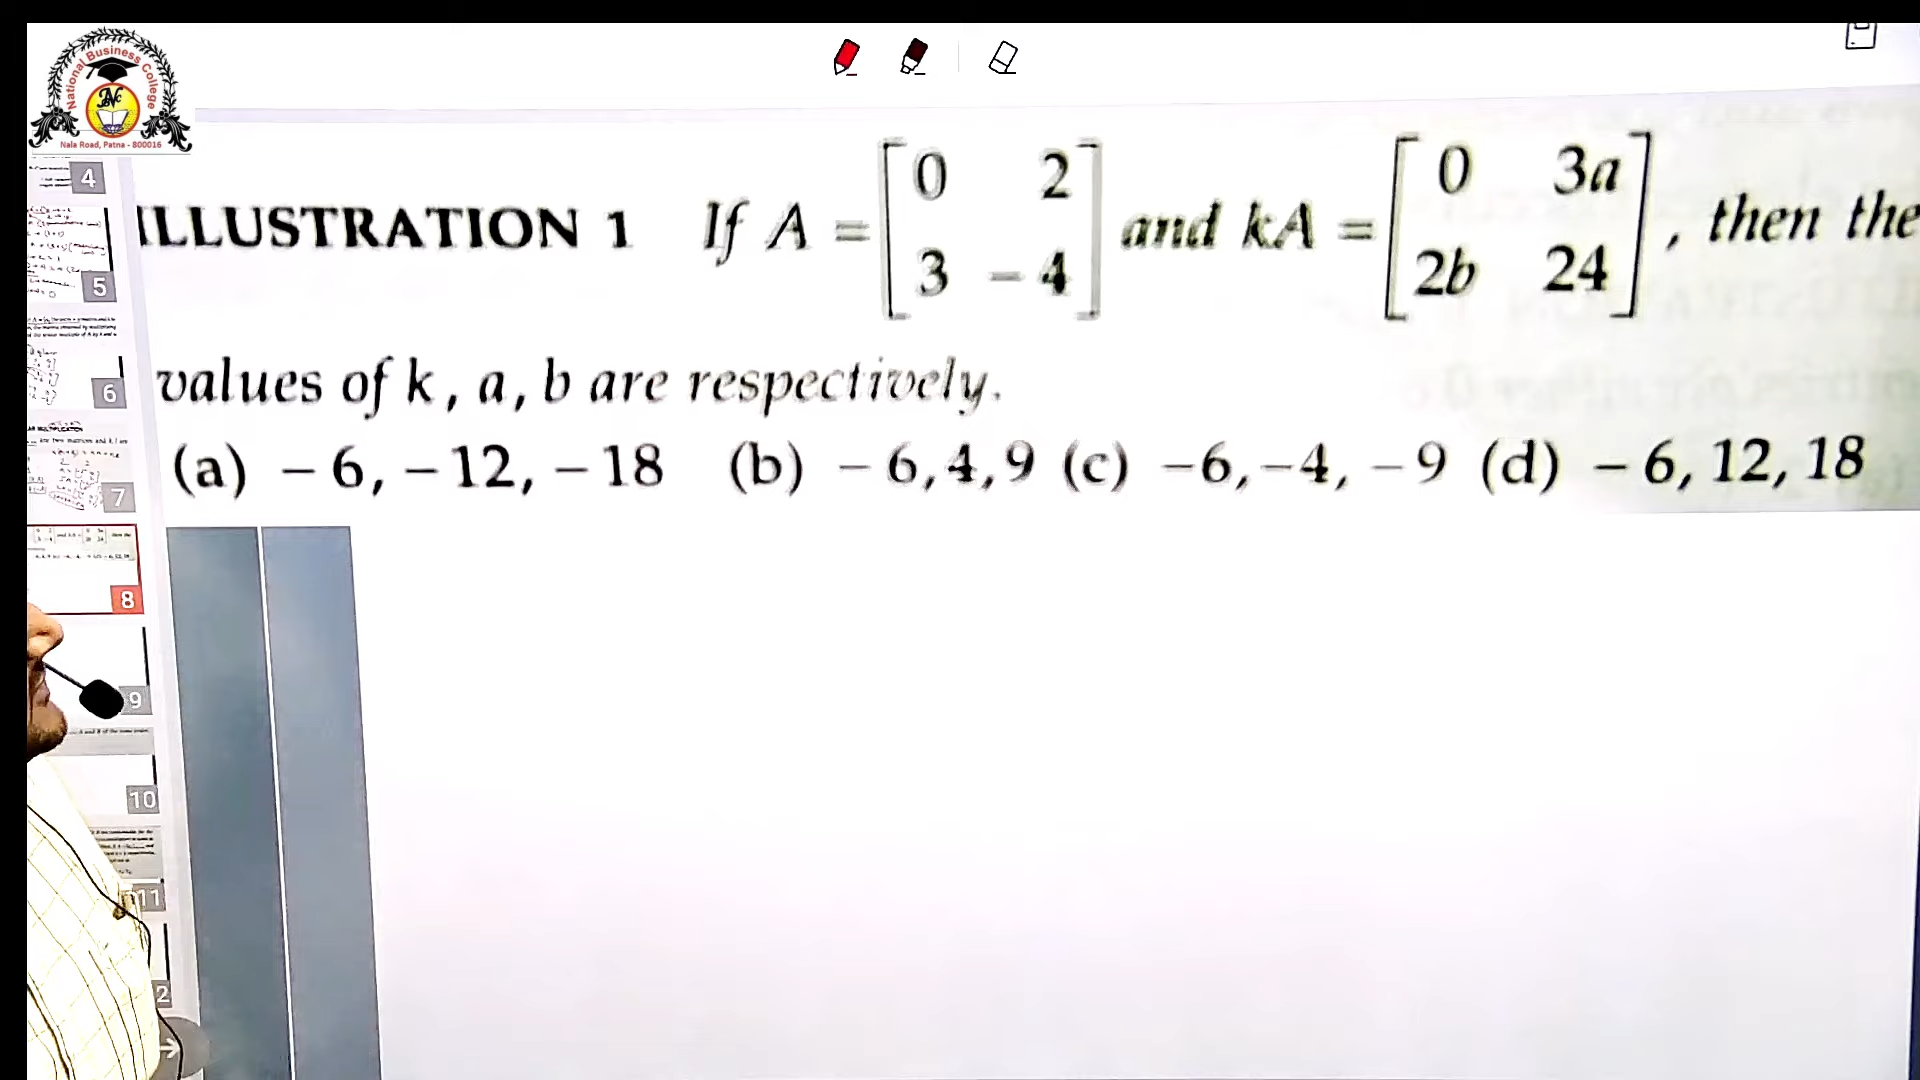 National Business College
NBC
Nala Road, Patna - 800016
4
5
6
7
8
9
10
11
2
ILLUSTRATION 1 If A = [0 2 3 – 4] and kA = [0 3a 2b 24], then the
values of k, a, b are respectively.
(a) – 6, – 12, – 18 (b) – 6, 4, 9 (c) –6, –4, – 9 (d) – 6, 12, 18